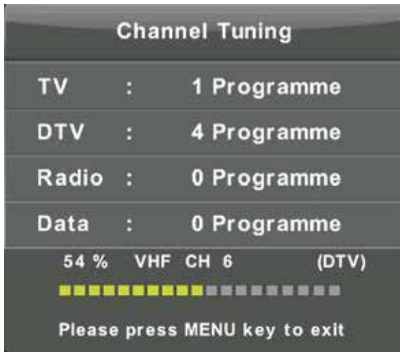 Channel Tuning
TV : 1 Programme
DTV : 4 Programme
Radio : 0 Programme
Data : 0 Programme
54 % VHF CH 6 (DTV)
Please press MENU key to exit